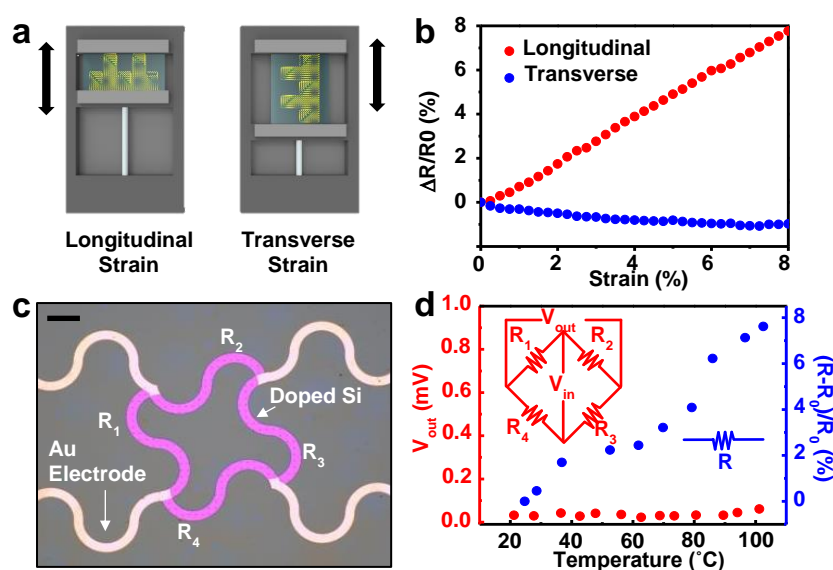 a
Longitudinal
Strain
Transverse
Strain
b
Longitudinal
Transverse
ΔR/R0 (%)
8
6
4
2
0
0 2 4 6 8
Strain (%)
c
R2
R1
Doped Si
R3
Au
Electrode
R4
d
Vout (mV)
1.0
0.8
0.6
0.4
0.2
0.0
Vout
R1
R2
Vin
R4
R3
R
8
6
4
2
0
(R-R0)/R0 (%)
20 40 60 80 100
Temperature (˚C)